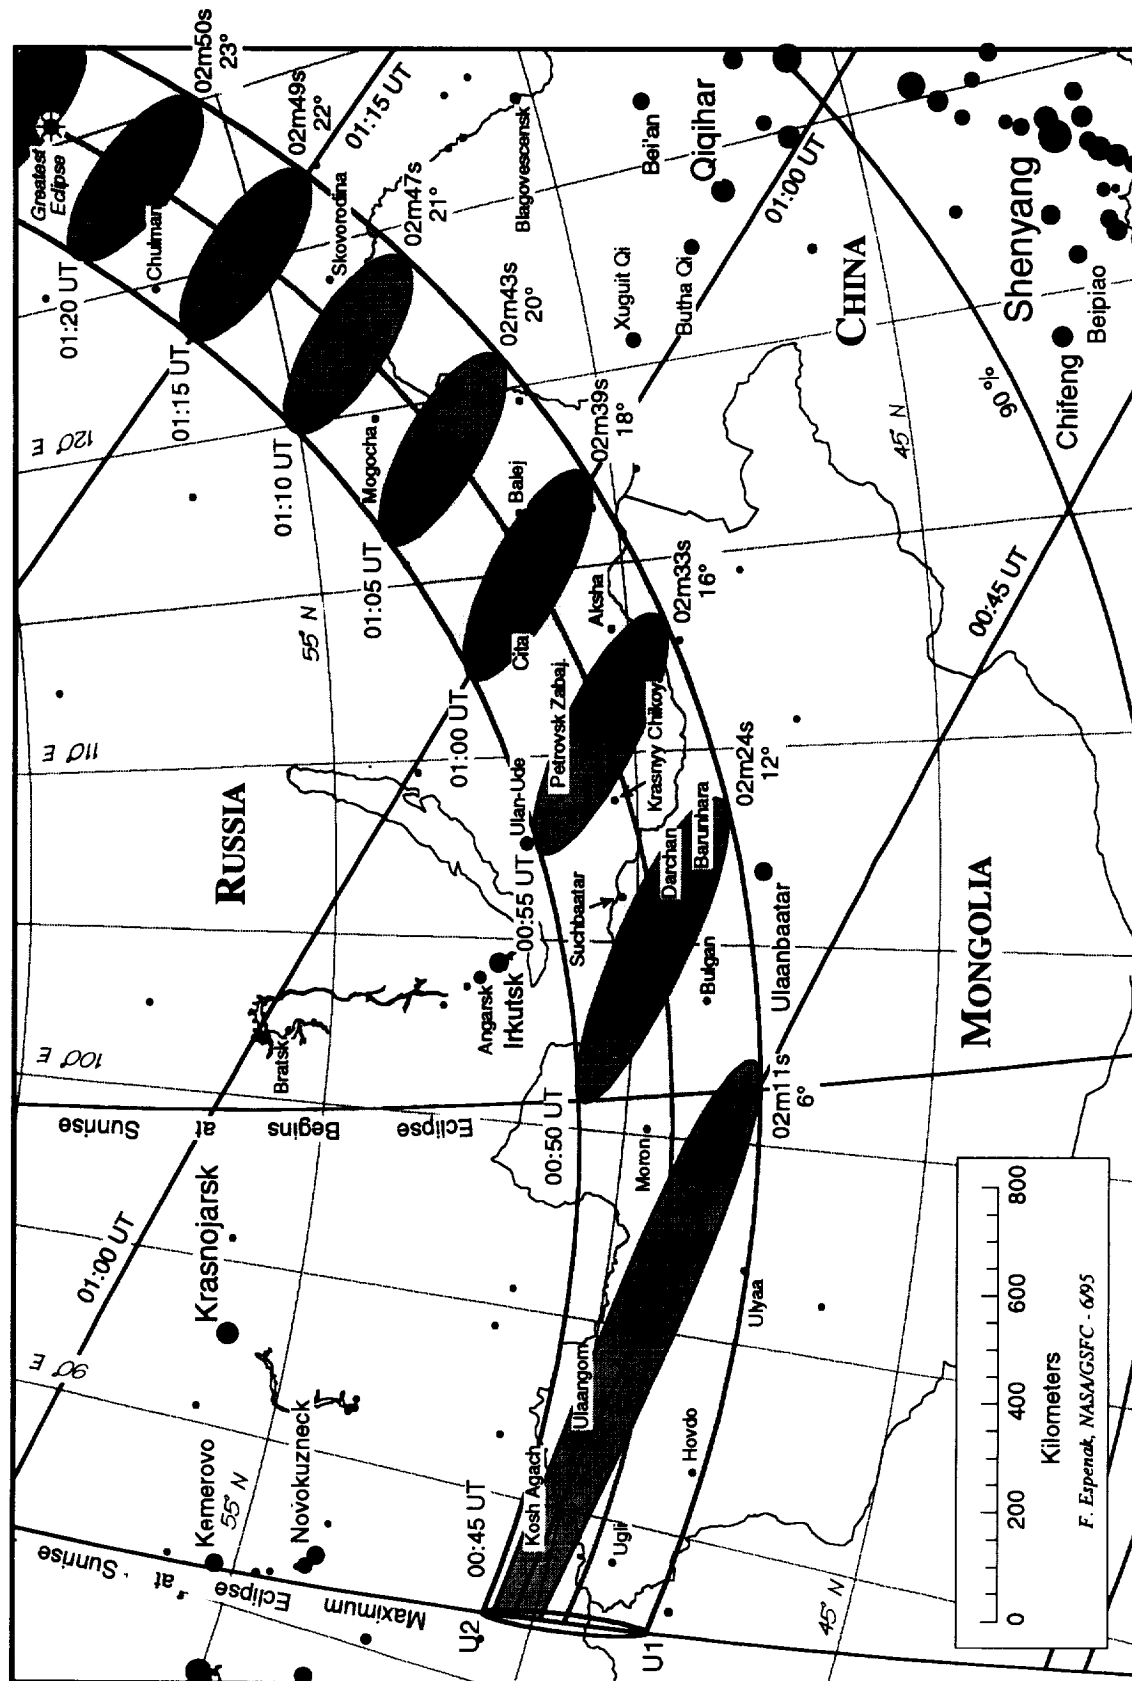 Greatest
Eclipse
Chulman
Skovorodina
Mogocha
Balej
Blagovescensk
Bei'an
Qiqihar
Xuguit Qi
Butha Qi
CHINA
Shenyang
Beipiao
Chifeng
90 %
02m50s
23°
02m49s
22°
02m47s
21°
02m43s
20°
02m39s
18°
02m33s
16°
02m24s
12°
02m11s
6°
01:15 UT
01:00 UT
00:45 UT
01:20 UT
01:15 UT
01:10 UT
01:05 UT
01:00 UT
00:55 UT
00:50 UT
00:45 UT
01:00 UT
120° E
110° E
100° E
90° E
55° N
55° N
45° N
45° N
RUSSIA
Cita
Aksha
Petrovsk Zabaj.
Krasnyy Chikoya
Ulan-Ude
Suchbaatar
Darchan
Barunhara
Bulgan
Ulaanbaatar
MONGOLIA
Angarsk
Irkutsk
Bratsk
Eclipse Begins at Sunrise
Krasnojarsk
Moron
Ulyaa
Ulaangom
Kosh Agach
Hovdo
Ugli
Kemerovo
Novokuzneck
Maximum Eclipse at Sunrise
U2
U1
0 200 400 600 800
Kilometers
F. Espenak, NASA/GSFC - 6/95